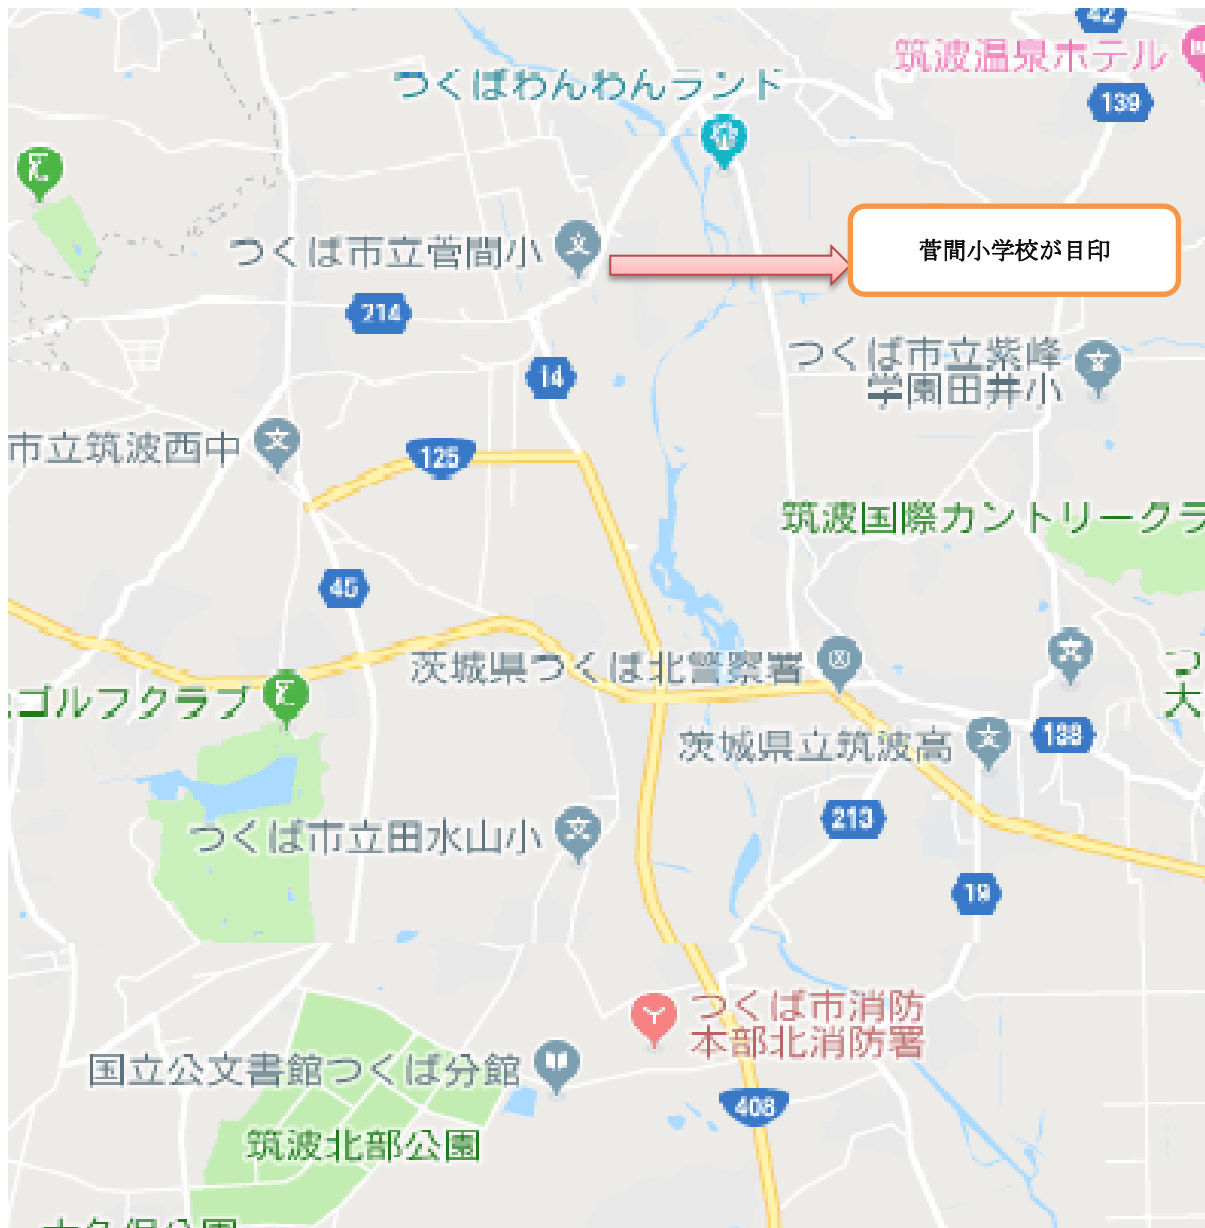 42
筑波温泉ホテル
つくばわんわんランド
139
つくば市立菅間小
菅間小学校が目印
214
つくば市立紫峰
学園田井小
14
市立筑波西中
125
筑波国際カントリークラ
45
茨城県つくば北警察署
つ
大
ゴルフクラブ
茨城県立筑波高
138
213
つくば市立田水山小
19
つくば市消防
本部北消防署
国立公文書館つくば分館
408
筑波北部公園